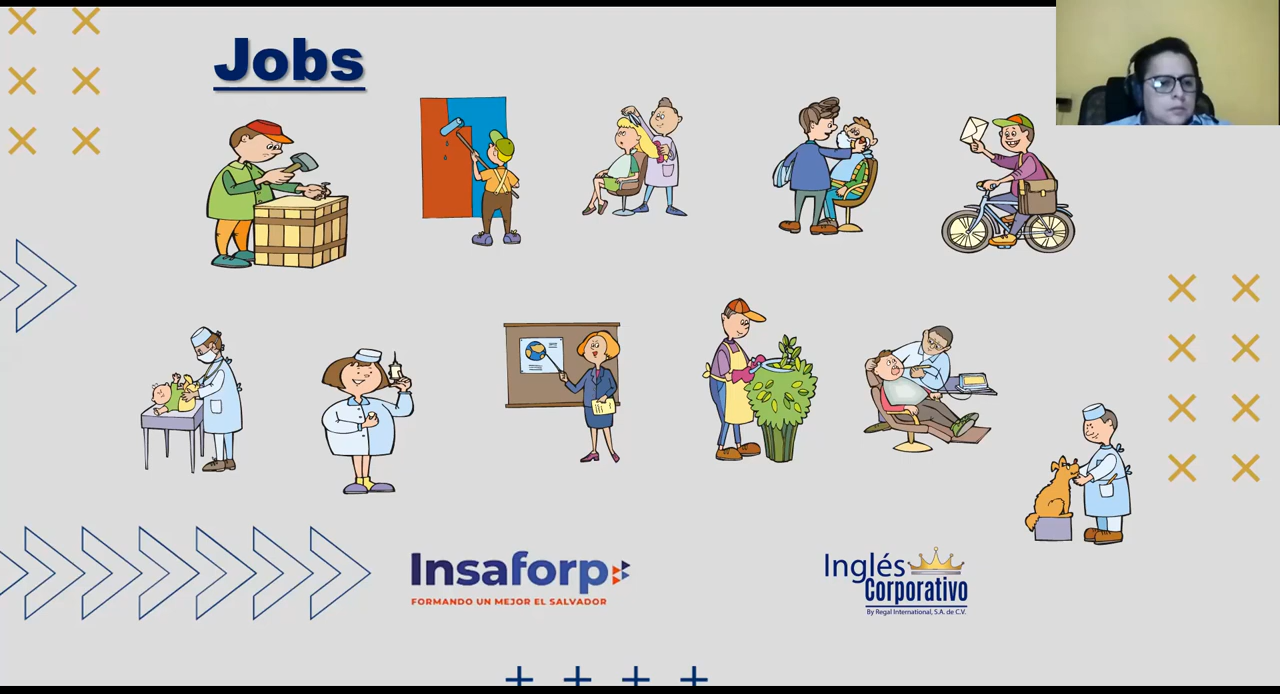 Jobs
Insaforp
FORMANDO UN MEJOR EL SALVADOR
Inglés
Corporativo
By Regal International, S.A. de C.V.